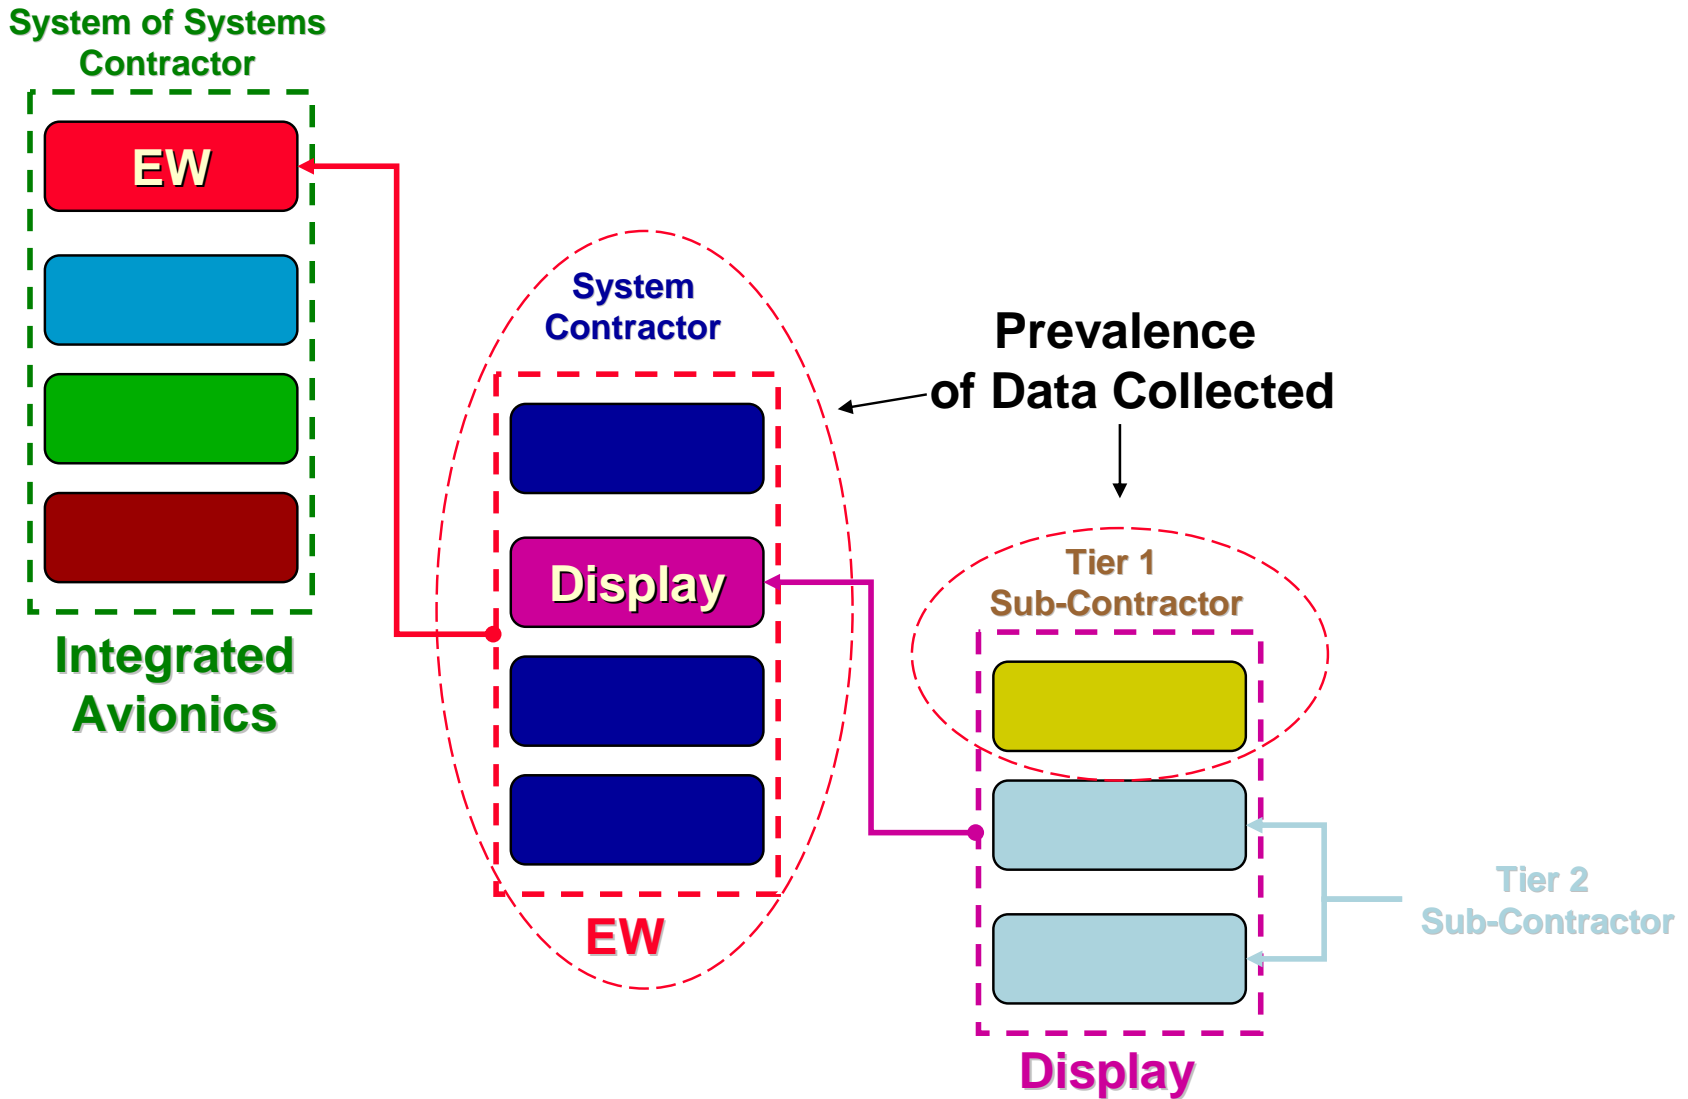 System of Systems
Contractor
EW
Integrated
Avionics
System
Contractor
Display
EW
Prevalence
of Data Collected
Tier 1
Sub-Contractor
Display
Tier 2
Sub-Contractor